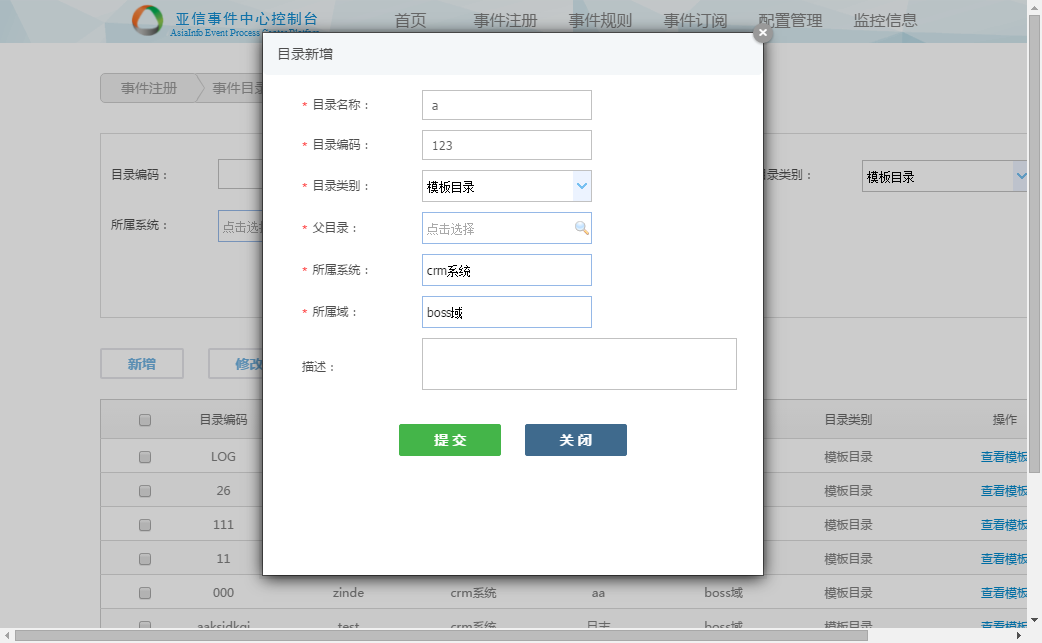 亚信事件中心控制台
AsiaInfo Event Process
首页 事件注册 事件规则 事件订阅 配置管理 监控信息
目录新增
事件注册 事件目
* 目录名称：
a
* 目录编码：
123
* 目录类别：
模板目录
* 父目录：
点击选择
* 所属系统：
crm系统
* 所属域：
boss域
描述：
提 交 关 闭
目录编码：
录类别：
模板目录
所属系统：
点击选
新增 修改
目录编码 目录类别 操作
LOG 模板目录 查看模板
26 模板目录 查看模板
111 模板目录 查看模板
11 模板目录 查看模板
000 zinde crm系统 aa boss域 模板目录 查看模板
test crm系统 日志 boss域 模板目录 查看模板